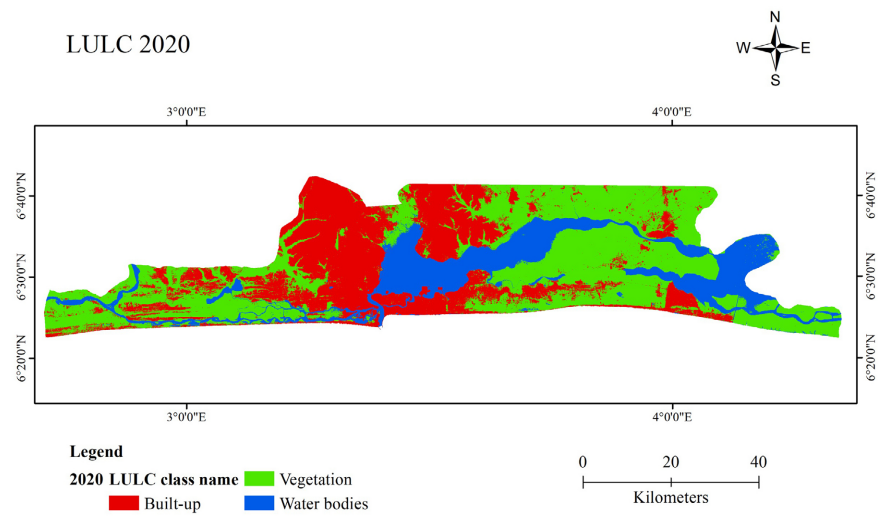 LULC 2020
N
W E
S
3°0'0"E 4°0'0"E
6°40'0"N 6°40'0"N
6°30'0"N 6°30'0"N
6°20'0"N 6°20'0"N
3°0'0"E 4°0'0"E
Legend
2020 LULC class name Vegetation
Built-up Water bodies
0 20 40
Kilometers